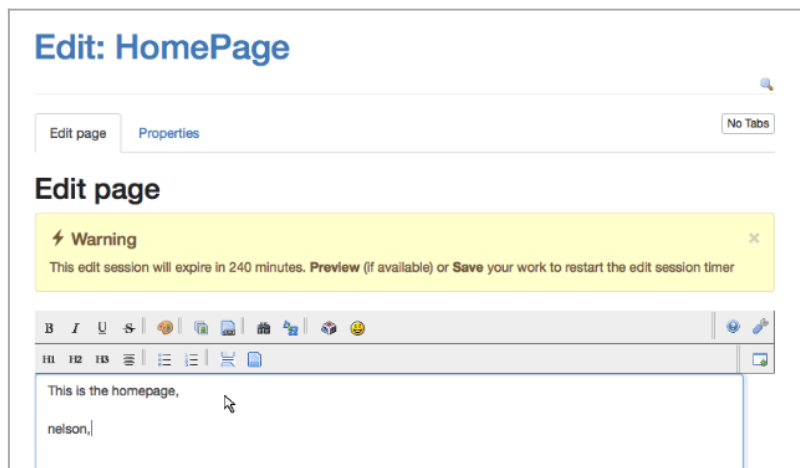 Edit: HomePage
Edit page Properties No Tabs
Edit page
Warning
This edit session will expire in 240 minutes. Preview (if available) or Save your work to restart the edit session timer
B I U S
H1 H2 H3
This is the homepage,
nelson,